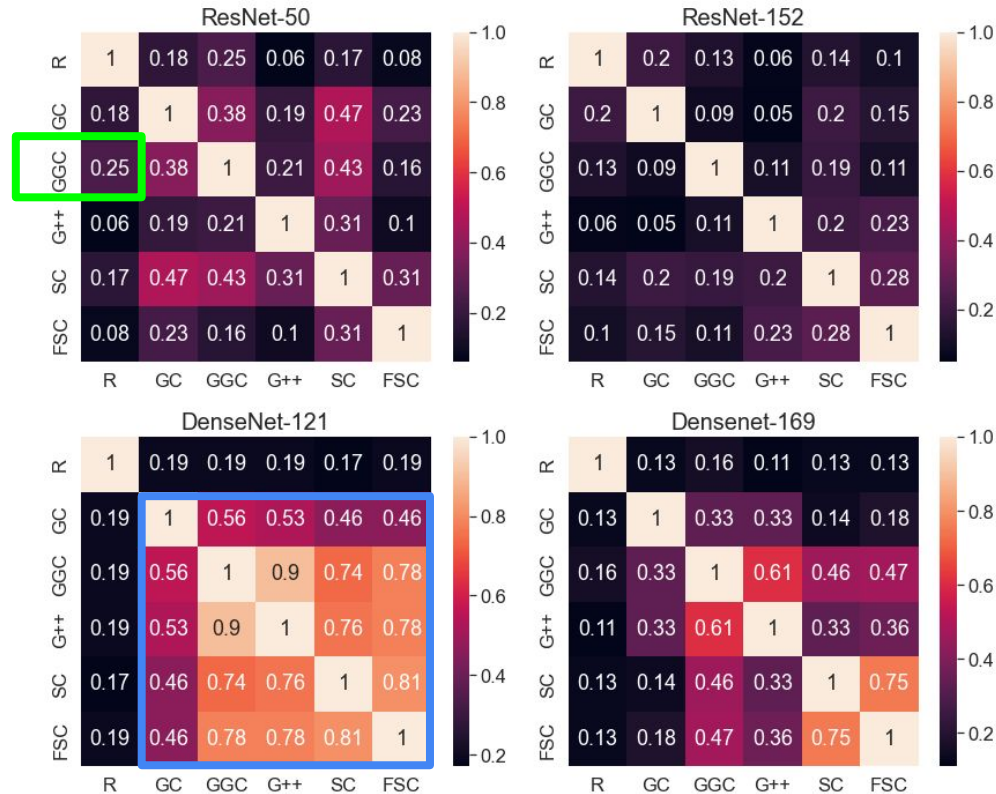 ResNet-50
R 1 0.18 0.25 0.06 0.17 0.08
GC 0.18 1 0.38 0.19 0.47 0.23
GGC 0.25 0.38 1 0.21 0.43 0.16
G++ 0.06 0.19 0.21 1 0.31 0.1
SC 0.17 0.47 0.43 0.31 1 0.31
FSC 0.08 0.23 0.16 0.1 0.31 1
R GC GGC G++ SC FSC
1.0
0.8
0.6
0.4
0.2
ResNet-152
R 1 0.2 0.13 0.06 0.14 0.1
GC 0.2 1 0.09 0.05 0.2 0.15
GGC 0.13 0.09 1 0.11 0.19 0.11
G++ 0.06 0.05 0.11 1 0.2 0.23
SC 0.14 0.2 0.19 0.2 1 0.28
FSC 0.1 0.15 0.11 0.23 0.28 1
R GC GGC G++ SC FSC
1.0
0.8
0.6
0.4
0.2
DenseNet-121
R 1 0.19 0.19 0.19 0.17 0.19
GC 0.19 1 0.56 0.53 0.46 0.46
GGC 0.19 0.56 1 0.9 0.74 0.78
G++ 0.19 0.53 0.9 1 0.76 0.78
SC 0.17 0.46 0.74 0.76 1 0.81
FSC 0.19 0.46 0.78 0.78 0.81 1
R GC GGC G++ SC FSC
1.0
0.8
0.6
0.4
0.2
Densenet-169
R 1 0.13 0.16 0.11 0.13 0.13
GC 0.13 1 0.33 0.33 0.14 0.18
GGC 0.16 0.33 1 0.61 0.46 0.47
G++ 0.11 0.33 0.61 1 0.33 0.36
SC 0.13 0.14 0.46 0.33 1 0.75
FSC 0.13 0.18 0.47 0.36 0.75 1
R GC GGC G++ SC FSC
1.0
0.8
0.6
0.4
0.2